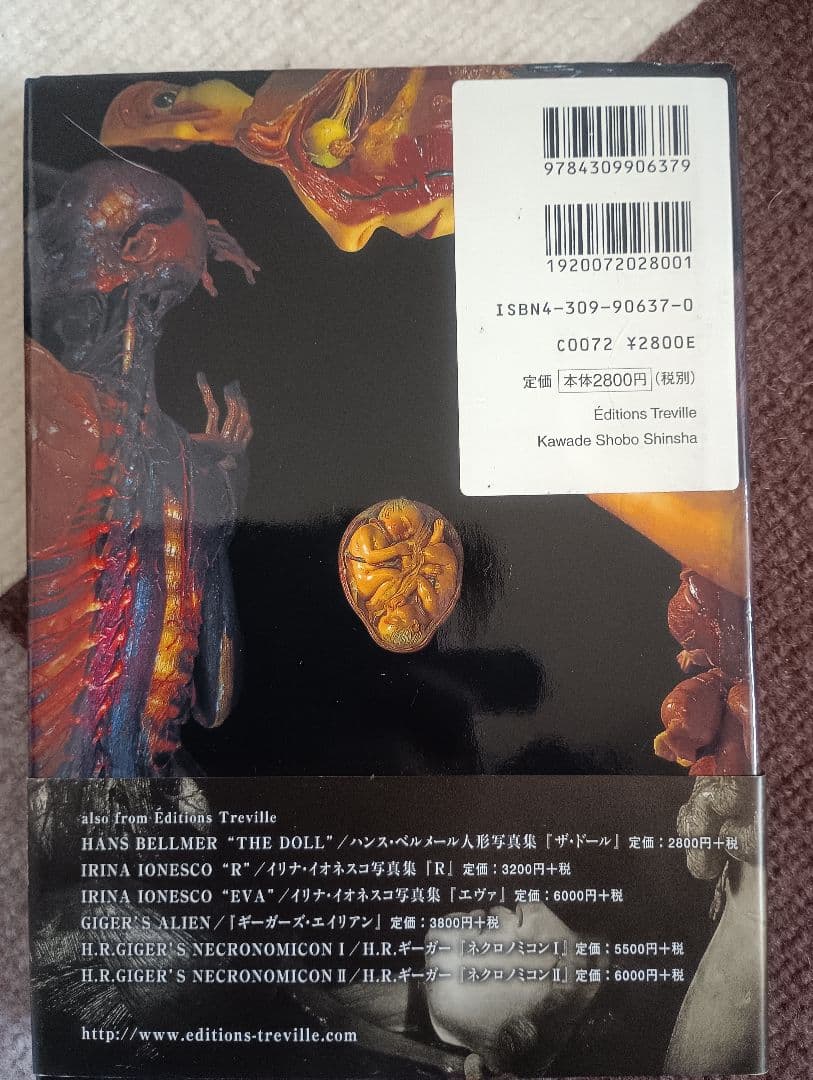 9784309906379
1920072028001
ISBN4-309-90637-0
C0072 ¥2800E
定価 本体2800円 (税別)
Éditions Treville
Kawade Shobo Shinsha
also from Éditions Treville
HANS BELLMER “THE DOLL”/ハンス・ベルメール人形写真集『ザ・ドール』 定価：2800円+税
IRINA IONESCO “R”/イリナ・イオネスコ写真集『R』 定価：3200円+税
IRINA IONESCO “EVA”/イリナ・イオネスコ写真集『エヴァ』 定価：6000円+税
GIGER'S ALIEN/『ギーガーズ・エイリアン』 定価：3800円+税
H.R.GIGER'S NECRONOMICON I/H.R.ギーガー『ネクロノミコンI』 定価：5500円+税
H.R.GIGER'S NECRONOMICON II/H.R.ギーガー『ネクロノミコンII』 定価：6000円+税
http://www.editions-treville.com